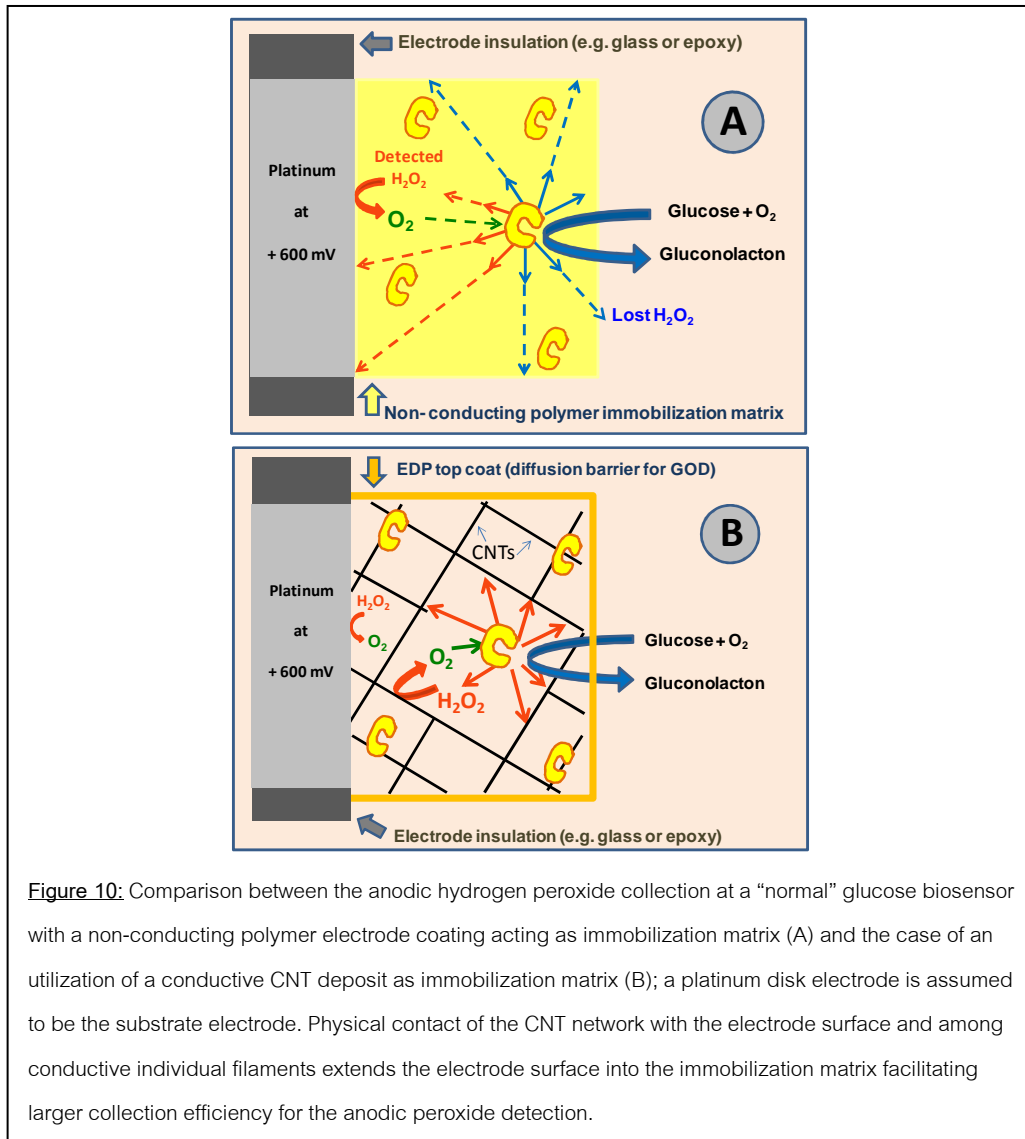 Electrode insulation (e.g. glass or epoxy)
A
Platinum
at
+ 600 mV
Detected
H₂O₂
O₂
Glucose + O₂
Gluconolacton
Lost H₂O₂
Non- conducting polymer immobilization matrix
EDP top coat (diffusion barrier for GOD)
B
CNTs
Platinum
at
+ 600 mV
H₂O₂
O₂
O₂
H₂O₂
Glucose + O₂
Gluconolacton
Electrode insulation (e.g. glass or epoxy)
Figure 10: Comparison between the anodic hydrogen peroxide collection at a “normal” glucose biosensor
with a non-conducting polymer electrode coating acting as immobilization matrix (A) and the case of an
utilization of a conductive CNT deposit as immobilization matrix (B); a platinum disk electrode is assumed
to be the substrate electrode. Physical contact of the CNT network with the electrode surface and among
conductive individual filaments extends the electrode surface into the immobilization matrix facilitating
larger collection efficiency for the anodic peroxide detection.